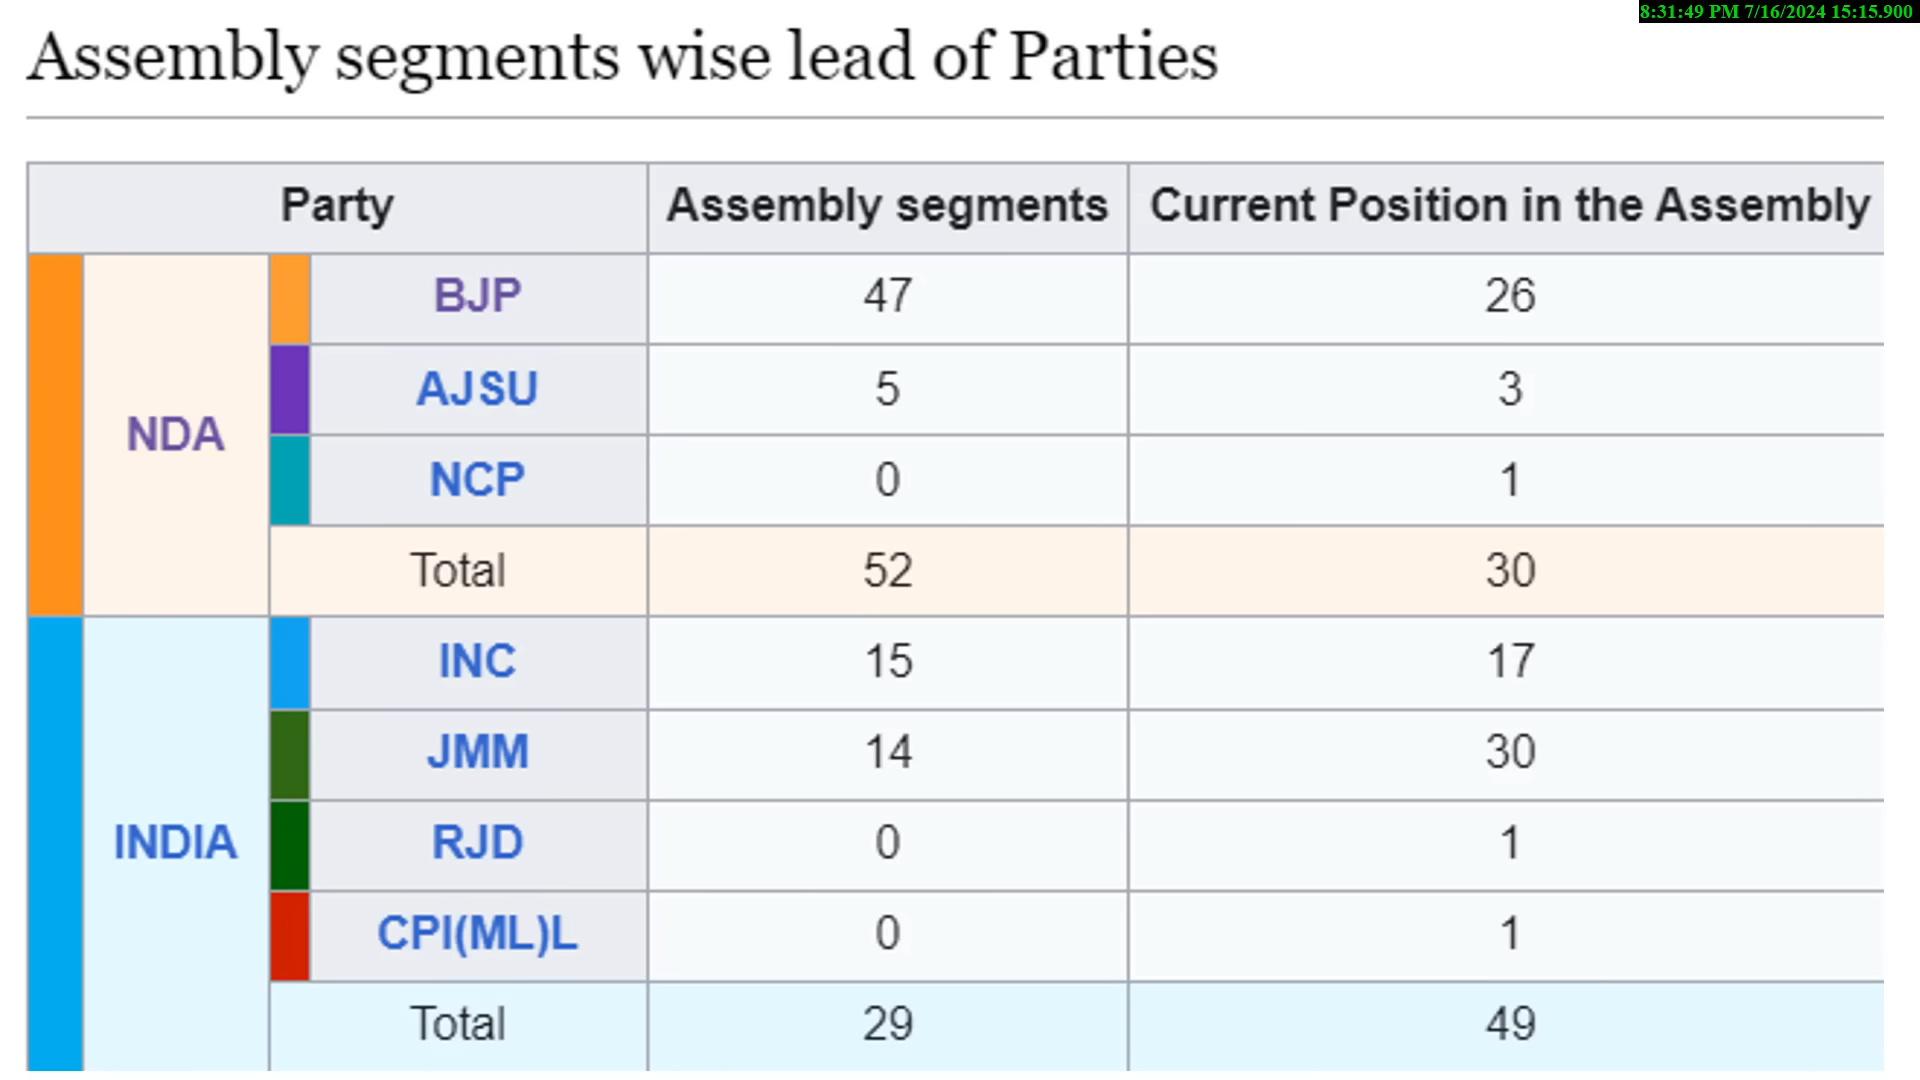 8:31:49 PM 7/16/2024 15:15.900
Assembly segments wise lead of Parties
Party Assembly segments Current Position in the Assembly
NDA
BJP 47 26
AJSU 5 3
NCP 0 1
Total 52 30
INDIA
INC 15 17
JMM 14 30
RJD 0 1
CPI(ML)L 0 1
Total 29 49